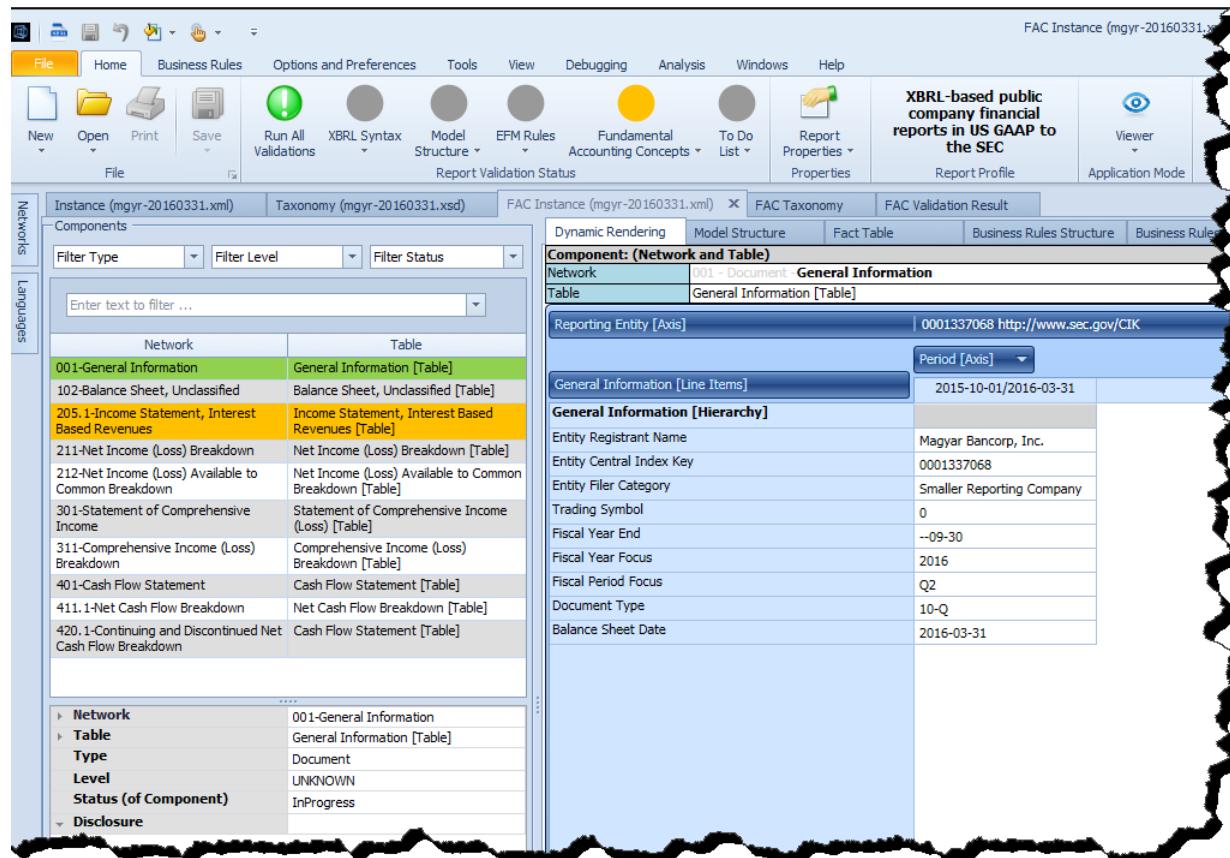 FAC Instance (mgyr-20160331.x
File Home Business Rules Options and Preferences Tools View Debugging Analysis Windows Help
New Open Print Save Run All Validations XBRL Syntax Model Structure EFM Rules Fundamental Accounting Concepts To Do List Report Properties
XBRL-based public company financial reports in US GAAP to the SEC
Viewer
File Report Validation Status Properties Report Profile Application Mode
Networks
Languages
Instance (mgyr-20160331.xml) Taxonomy (mgyr-20160331.xsd) FAC Instance (mgyr-20160331.xml) X FAC Taxonomy FAC Validation Result
Components
Filter Type Filter Level Filter Status
Enter text to filter ...
Network Table
001-General Information General Information [Table]
102-Balance Sheet, Unclassified Balance Sheet, Unclassified [Table]
205.1-Income Statement, Interest Income Statement, Interest Based
Based Revenues Revenues [Table]
211-Net Income (Loss) Breakdown Net Income (Loss) Breakdown [Table]
212-Net Income (Loss) Available to Net Income (Loss) Available to Common
Common Breakdown Breakdown [Table]
301-Statement of Comprehensive Statement of Comprehensive Income
Income (Loss) [Table]
311-Comprehensive Income (Loss) Comprehensive Income (Loss)
Breakdown Breakdown [Table]
401-Cash Flow Statement Cash Flow Statement [Table]
411.1-Net Cash Flow Breakdown Net Cash Flow Breakdown [Table]
420.1-Continuing and Discontinued Net Cash Flow Statement [Table]
Cash Flow Breakdown
Network 001-General Information
Table General Information [Table]
Type Document
Level UNKNOWN
Status (of Component) InProgress
Disclosure
Dynamic Rendering Model Structure Fact Table Business Rules Structure Business Rules
Component: (Network and Table)
Network 001 - Document - General Information
Table General Information [Table]
Reporting Entity [Axis] 0001337068 http://www.sec.gov/CIK
Period [Axis]
General Information [Line Items] 2015-10-01/2016-03-31
General Information [Hierarchy]
Entity Registrant Name Magyar Bancorp, Inc.
Entity Central Index Key 0001337068
Entity Filer Category Smaller Reporting Company
Trading Symbol 0
Fiscal Year End --09-30
Fiscal Year Focus 2016
Fiscal Period Focus Q2
Document Type 10-Q
Balance Sheet Date 2016-03-31